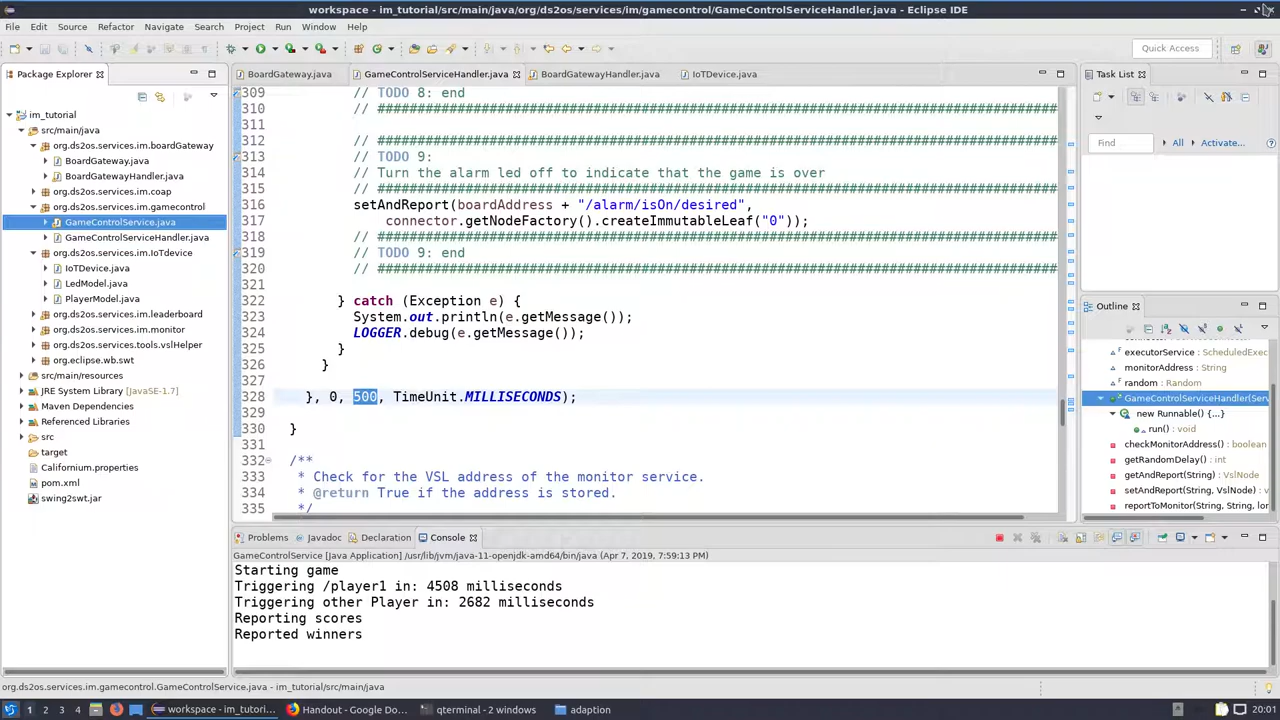 workspace - im_tutorial/src/main/java/org/ds2os/services/im/gamecontrol/GameControlServiceHandler.java - Eclipse IDE
File Edit Source Refactor Navigate Search Project Run Window Help
Quick Access
Package Explorer
im_tutorial
src/main/java
org.ds2os.services.im.boardGateway
BoardGateway.java
BoardGatewayHandler.java
org.ds2os.services.im.coap
org.ds2os.services.im.gamecontrol
GameControlService.java
GameControlServiceHandler.java
org.ds2os.services.im.IoTdevice
IoTDevice.java
LedModel.java
PlayerModel.java
org.ds2os.services.im.leaderboard
org.ds2os.services.im.monitor
org.ds2os.services.tools.vslHelper
org.eclipse.wb.swt
src/main/resources
JRE System Library [JavaSE-1.7]
Maven Dependencies
Referenced Libraries
src
target
Californium.properties
pom.xml
swing2swt.jar
BoardGateway.java GameControlServiceHandler.java BoardGatewayHandler.java IoTDevice.java
309 // TODO 8: end
310 // ########################################################################################
311
312 // ########################################################################################
313 // TODO 9:
314 // Turn the alarm led off to indicate that the game is over
315 // ########################################################################################
316 setAndReport(boardAddress + "/alarm/isOn/desired",
317 connector.getNodeFactory().createImmutableLeaf("0"));
318 // ########################################################################################
319 // TODO 9: end
320 // ########################################################################################
321
322 } catch (Exception e) {
323 System.out.println(e.getMessage());
324 LOGGER.debug(e.getMessage());
325 }
326 }
327
328 }, 0, 500, TimeUnit.MILLISECONDS);
329
330 }
331
332 /**
333 * Check for the VSL address of the monitor service.
334 * @return True if the address is stored.
335 */
Task List
Find All Activate...
Outline
executorService : ScheduledExec
monitorAddress : String
random : Random
GameControlServiceHandler(Serv
new Runnable() {...}
run() : void
checkMonitorAddress() : boolean
getRandomDelay() : int
getAndReport(String) : VslNode
setAndReport(String, VslNode) : v
reportToMonitor(String, String, lor
Problems Javadoc Declaration Console
GameControlService [Java Application] /usr/lib/jvm/java-11-openjdk-amd64/bin/java (Apr 7, 2019, 7:59:13 PM)
Starting game
Triggering /player1 in: 4508 milliseconds
Triggering other Player in: 2682 milliseconds
Reporting scores
Reported winners
org.ds2os.services.im.gamecontrol.GameControlService.java - im_tutorial/src/main/java
1 2 3 4 workspace - im_tutori... Handout - Google Do... qterminal - 2 windows adaption 20:01